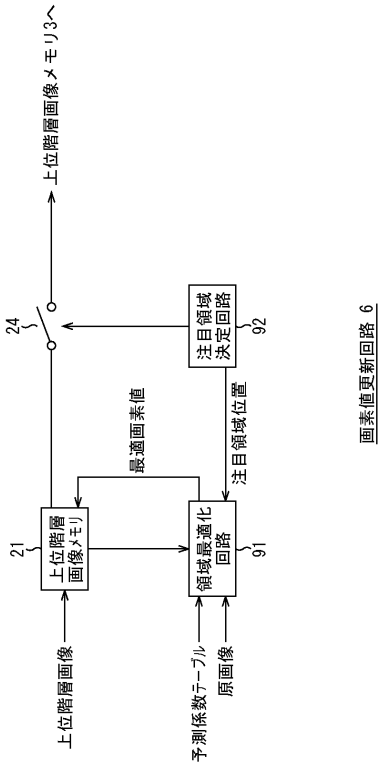 上位階層画像
21
上位階層
画像メモリ
24
上位階層画像メモリ3へ
最適画素値
予測係数テーブル
原画像
領域最適化
回路
91
注目領域位置
注目領域
決定回路
92
画素値更新回路 6